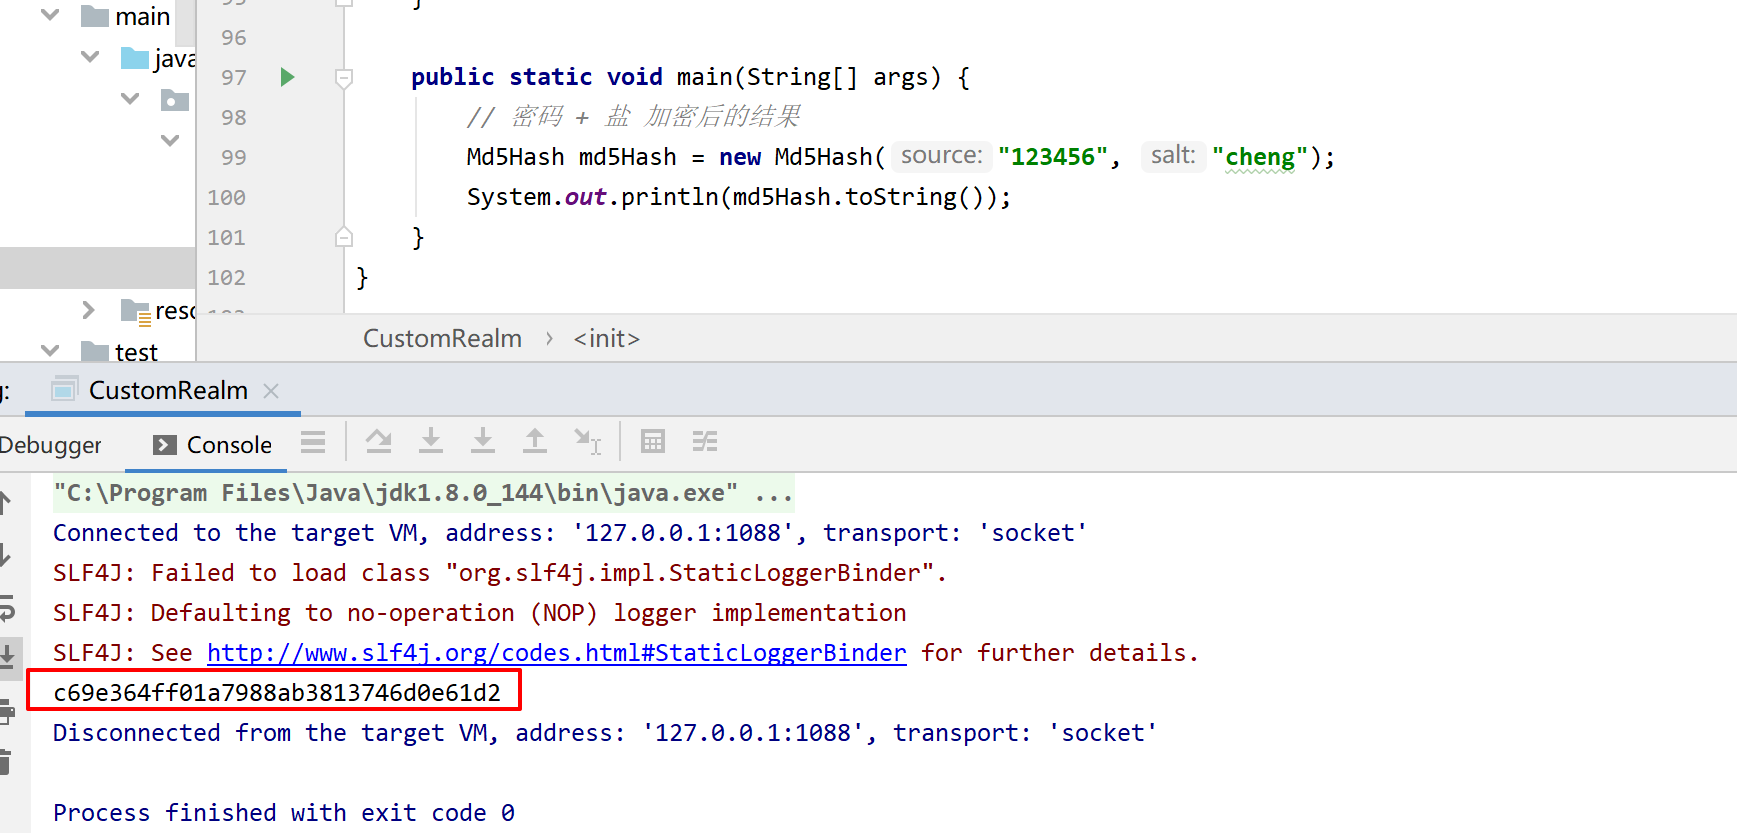 main
96
java
97 public static void main(String[] args) {
98 // 密码 + 盐 加密后的结果
99 Md5Hash md5Hash = new Md5Hash( source: "123456", salt: "cheng");
100 System.out.println(md5Hash.toString());
101 }
102 }
CustomRealm › <init>
test
CustomRealm
Debugger Console
"C:\Program Files\Java\jdk1.8.0_144\bin\java.exe" ...
Connected to the target VM, address: '127.0.0.1:1088', transport: 'socket'
SLF4J: Failed to load class "org.slf4j.impl.StaticLoggerBinder".
SLF4J: Defaulting to no-operation (NOP) logger implementation
SLF4J: See http://www.slf4j.org/codes.html#StaticLoggerBinder for further details.
c69e364ff01a7988ab3813746d0e61d2
Disconnected from the target VM, address: '127.0.0.1:1088', transport: 'socket'
Process finished with exit code 0